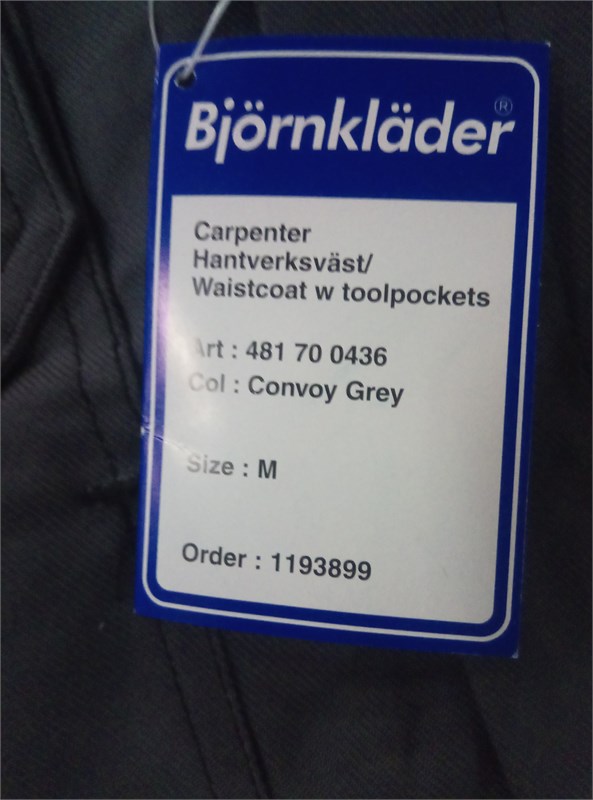 Björnkläder®
Carpenter
Hantverksväst/
Waistcoat w toolpockets
Art : 481 70 0436
Col : Convoy Grey
Size : M
Order : 1193899